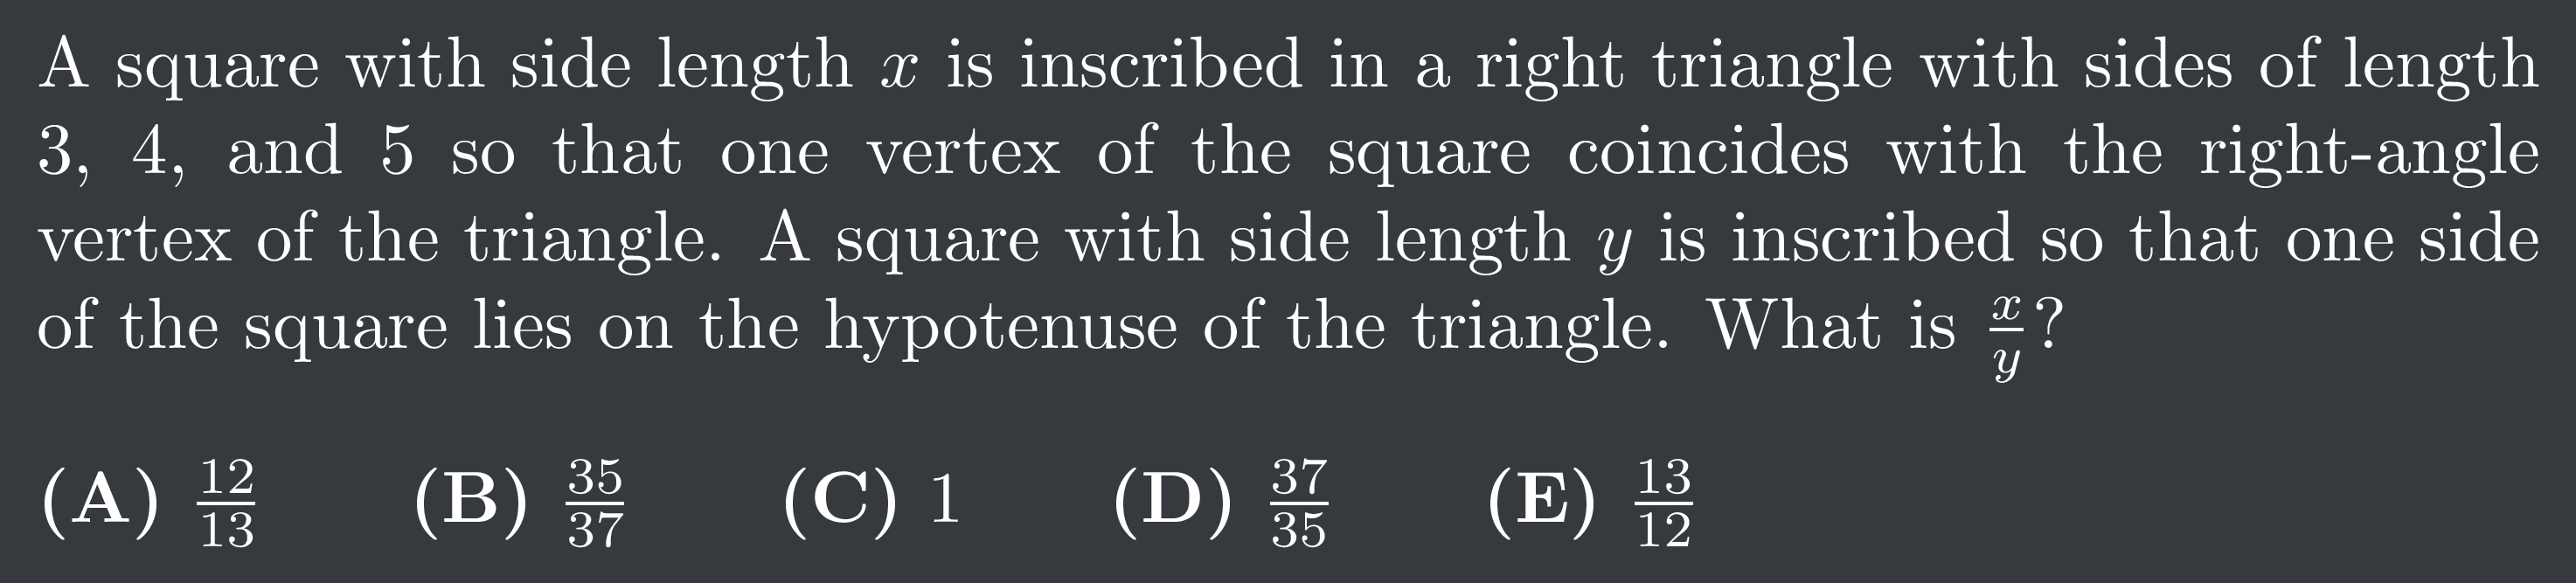 A square with side length $x$ is inscribed in a right triangle with sides of length
3, 4, and 5 so that one vertex of the square coincides with the right-angle
vertex of the triangle. A square with side length $y$ is inscribed so that one side
of the square lies on the hypotenuse of the triangle. What is $\frac{x}{y}$?
(A) $\frac{12}{13}$ (B) $\frac{35}{37}$ (C) 1 (D) $\frac{37}{35}$ (E) $\frac{13}{12}$